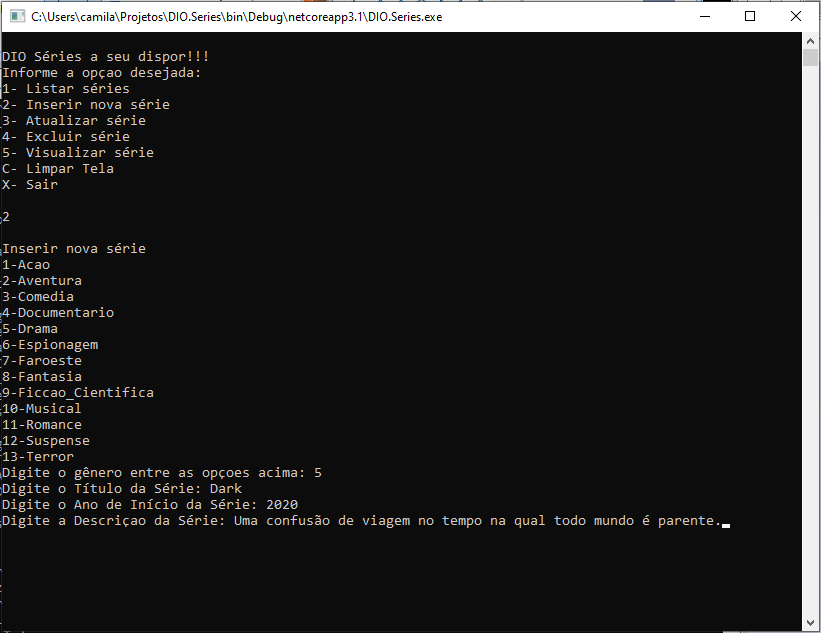 C:\Users\camila\Projetos\DIO.Series\bin\Debug\netcoreapp3.1\DIO.Series.exe
DIO Séries a seu dispor!!!
Informe a opçao desejada:
1- Listar séries
2- Inserir nova série
3- Atualizar série
4- Excluir série
5- Visualizar série
C- Limpar Tela
X- Sair
2
Inserir nova série
1-Acao
2-Aventura
3-Comedia
4-Documentario
5-Drama
6-Espionagem
7-Faroeste
8-Fantasia
9-Ficcao_Cientifica
10-Musical
11-Romance
12-Suspense
13-Terror
Digite o gênero entre as opçoes acima: 5
Digite o Título da Série: Dark
Digite o Ano de Início da Série: 2020
Digite a Descriçao da Série: Uma confusão de viagem no tempo na qual todo mundo é parente.